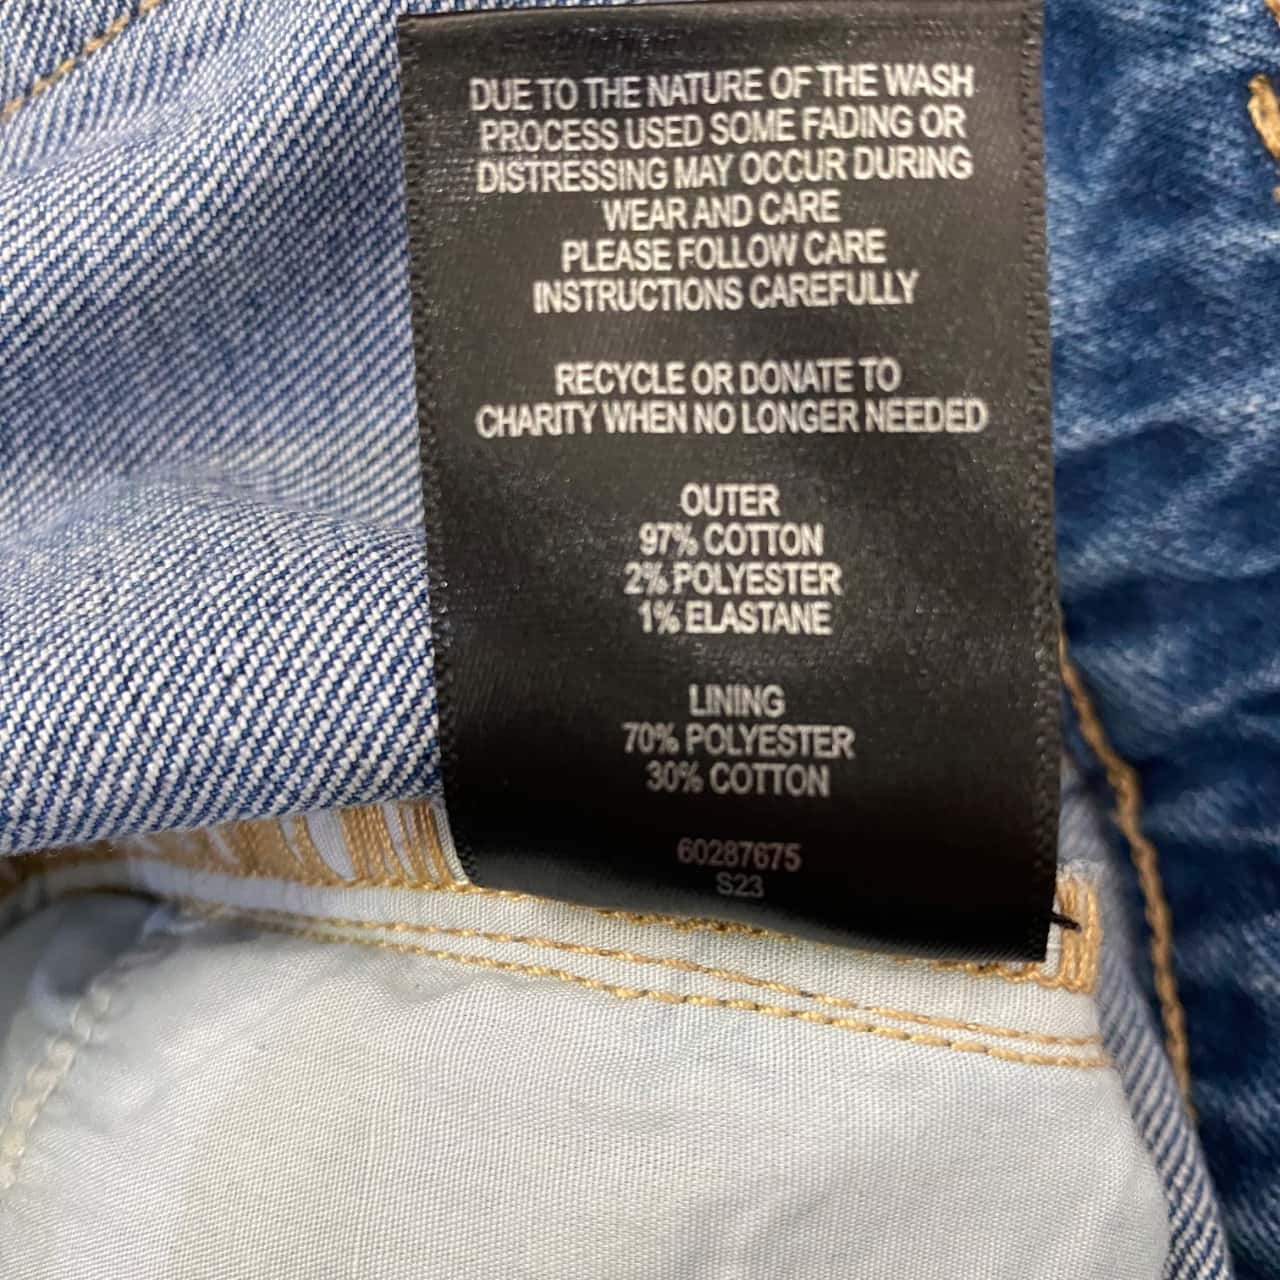 DUE TO THE NATURE OF THE WASH
PROCESS USED SOME FADING OR
DISTRESSING MAY OCCUR DURING
WEAR AND CARE
PLEASE FOLLOW CARE
INSTRUCTIONS CAREFULLY
RECYCLE OR DONATE TO
CHARITY WHEN NO LONGER NEEDED
OUTER
97% COTTON
2% POLYESTER
1% ELASTANE
LINING
70% POLYESTER
30% COTTON
60287675
S23